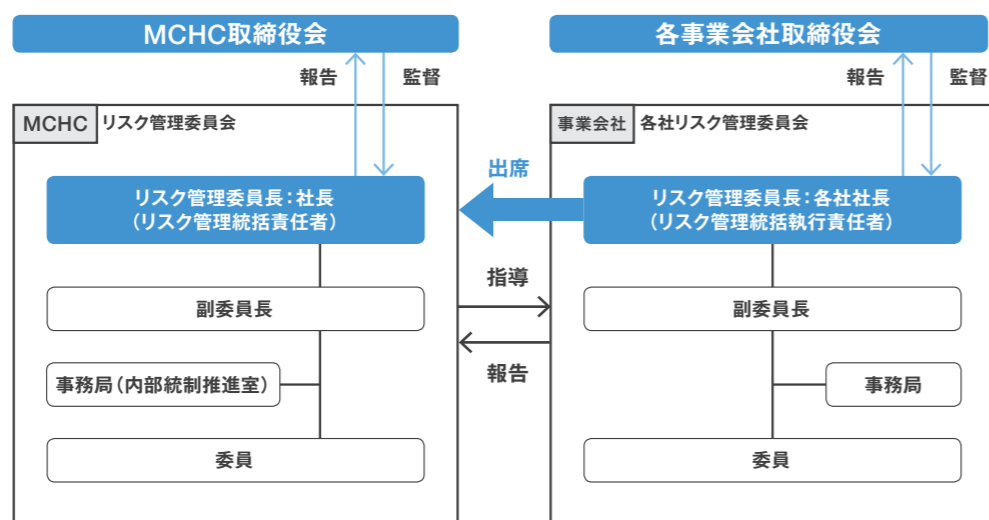 MCHC取締役会
報告
監督
MCHC
リスク管理委員会
リスク管理委員長：社長
（リスク管理統括責任者）
副委員長
事務局（内部統制推進室）
委員
出席
指導
報告
各事業会社取締役会
報告
監督
事業会社
各社リスク管理委員会
リスク管理委員長：各社社長
（リスク管理統括執行責任者）
副委員長
事務局
委員